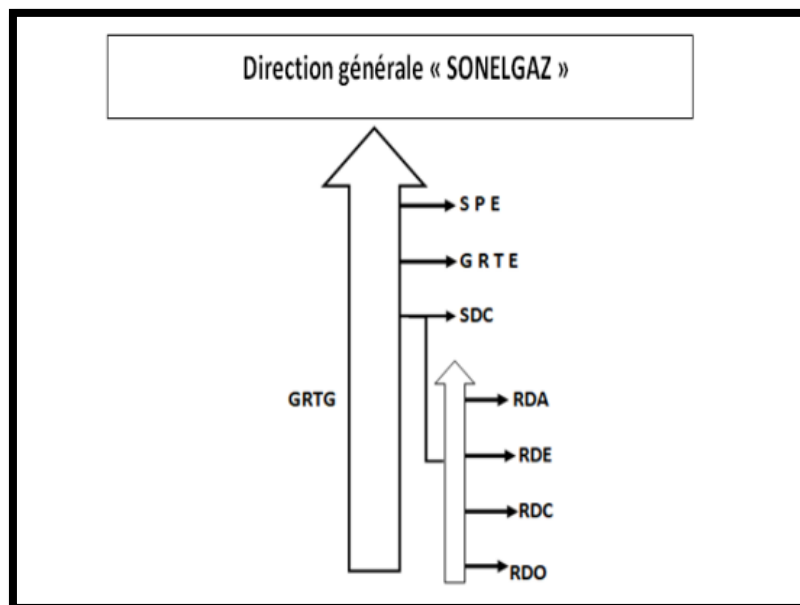 Direction générale « SONELGAZ »
S P E
G R T E
SDC
GRTG
RDA
RDE
RDC
RDO